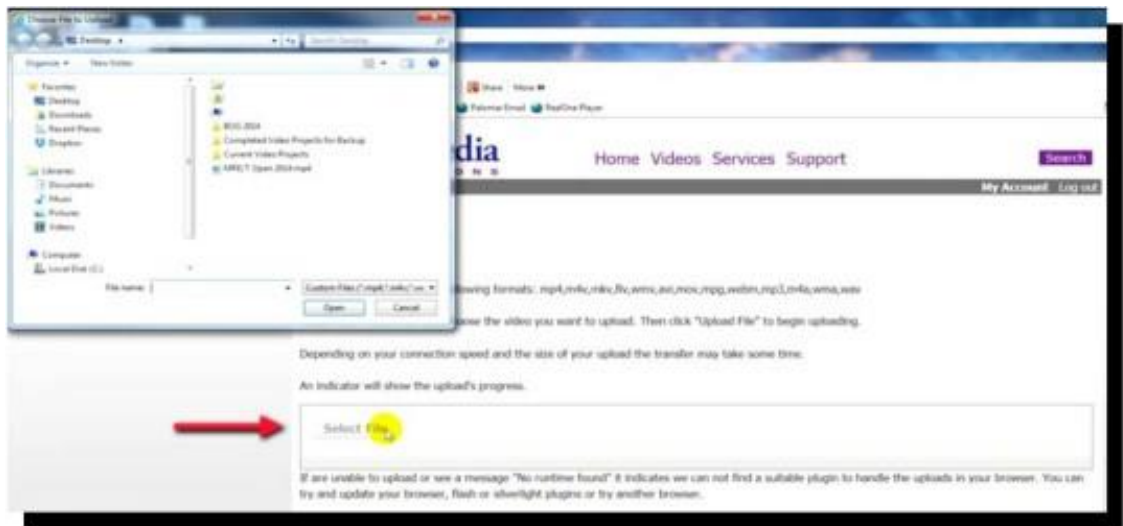 Choose File to Upload
Desktop
Search Desktop
Organize
New folder
Favorites
Desktop
Downloads
Recent Places
Dropbox
Libraries
Documents
Music
Pictures
Videos
Computer
Local Disk (C:)
BOG 2014
Completed Video Projects for Backup
Current Video Projects
File name:
Open
Cancel
Share More
Palomar Email RealOne Player
dia
O N S
Home Videos Services Support
Search
My Account Log out
owing formats: mp4,m4v,mkv,flv,wmv,avi,mov,mpg,webm,mp3,m4a,wma,wav
oose the video you want to upload. Then click "Upload File" to begin uploading.
Depending on your connection speed and the size of your upload the transfer may take some time.
An indicator will show the upload's progress.
Select File
If are unable to upload or see a message "No runtime found" it indicates we can not find a suitable plugin to handle the uploads in your browser. You can
try and update your browser, flash or silverlight plugins or try another browser.